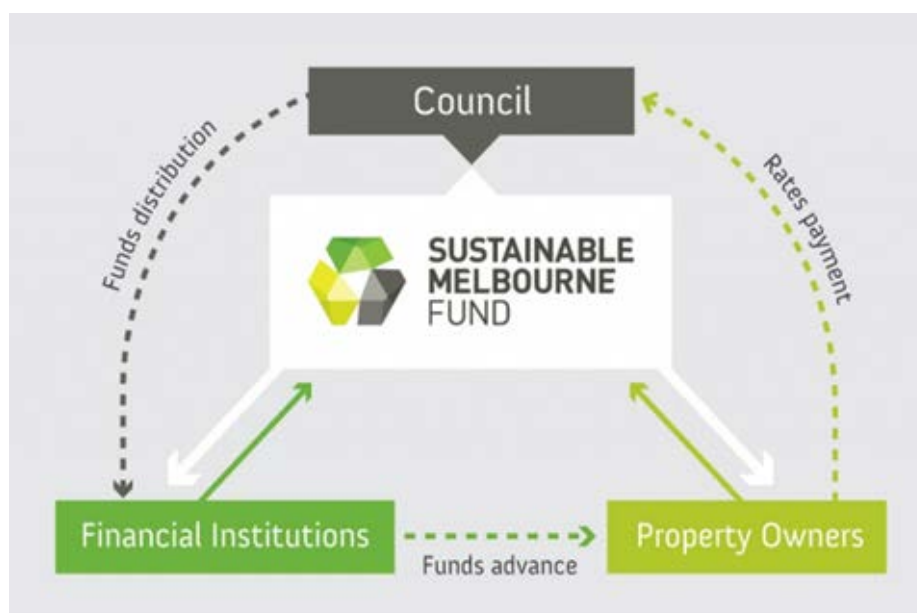 Council
Funds distribution
Rates payment
SUSTAINABLE
MELBOURNE
FUND
Financial Institutions
Funds advance
Property Owners